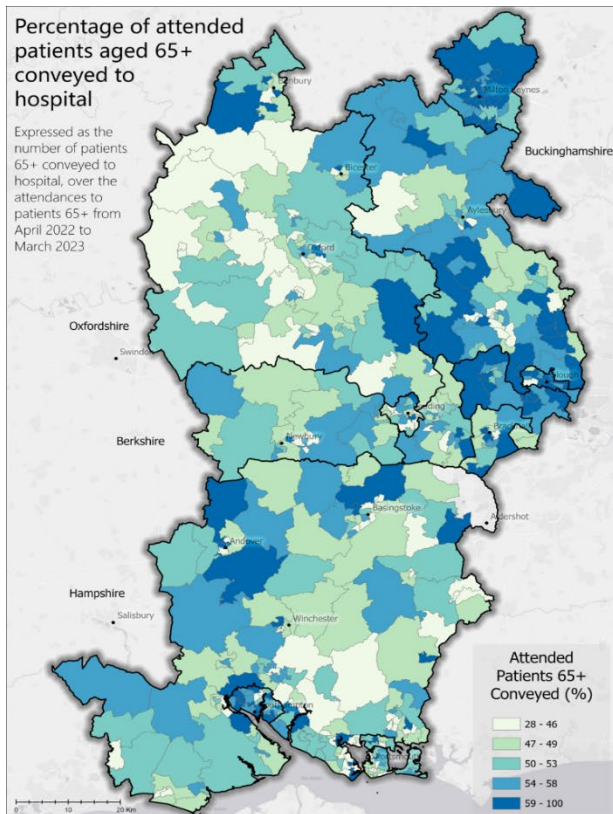 Percentage of attended
patients aged 65+
conveyed to
hospital
Expressed as the
number of patients
65+ conveyed to
hospital, over the
attendances to
patients 65+ from
April 2022 to
March 2023
Buckinghamshire
Bicester
Aylesbury
Oxford
Oxfordshire
Swindon
Berkshire
Newbury
Basingstoke
Aldershot
Andover
Hampshire
Salisbury
Winchester
Attended
Patients 65+
Conveyed (%)
28 - 46
47 - 49
50 - 53
54 - 58
59 - 100
0
10
20 Km